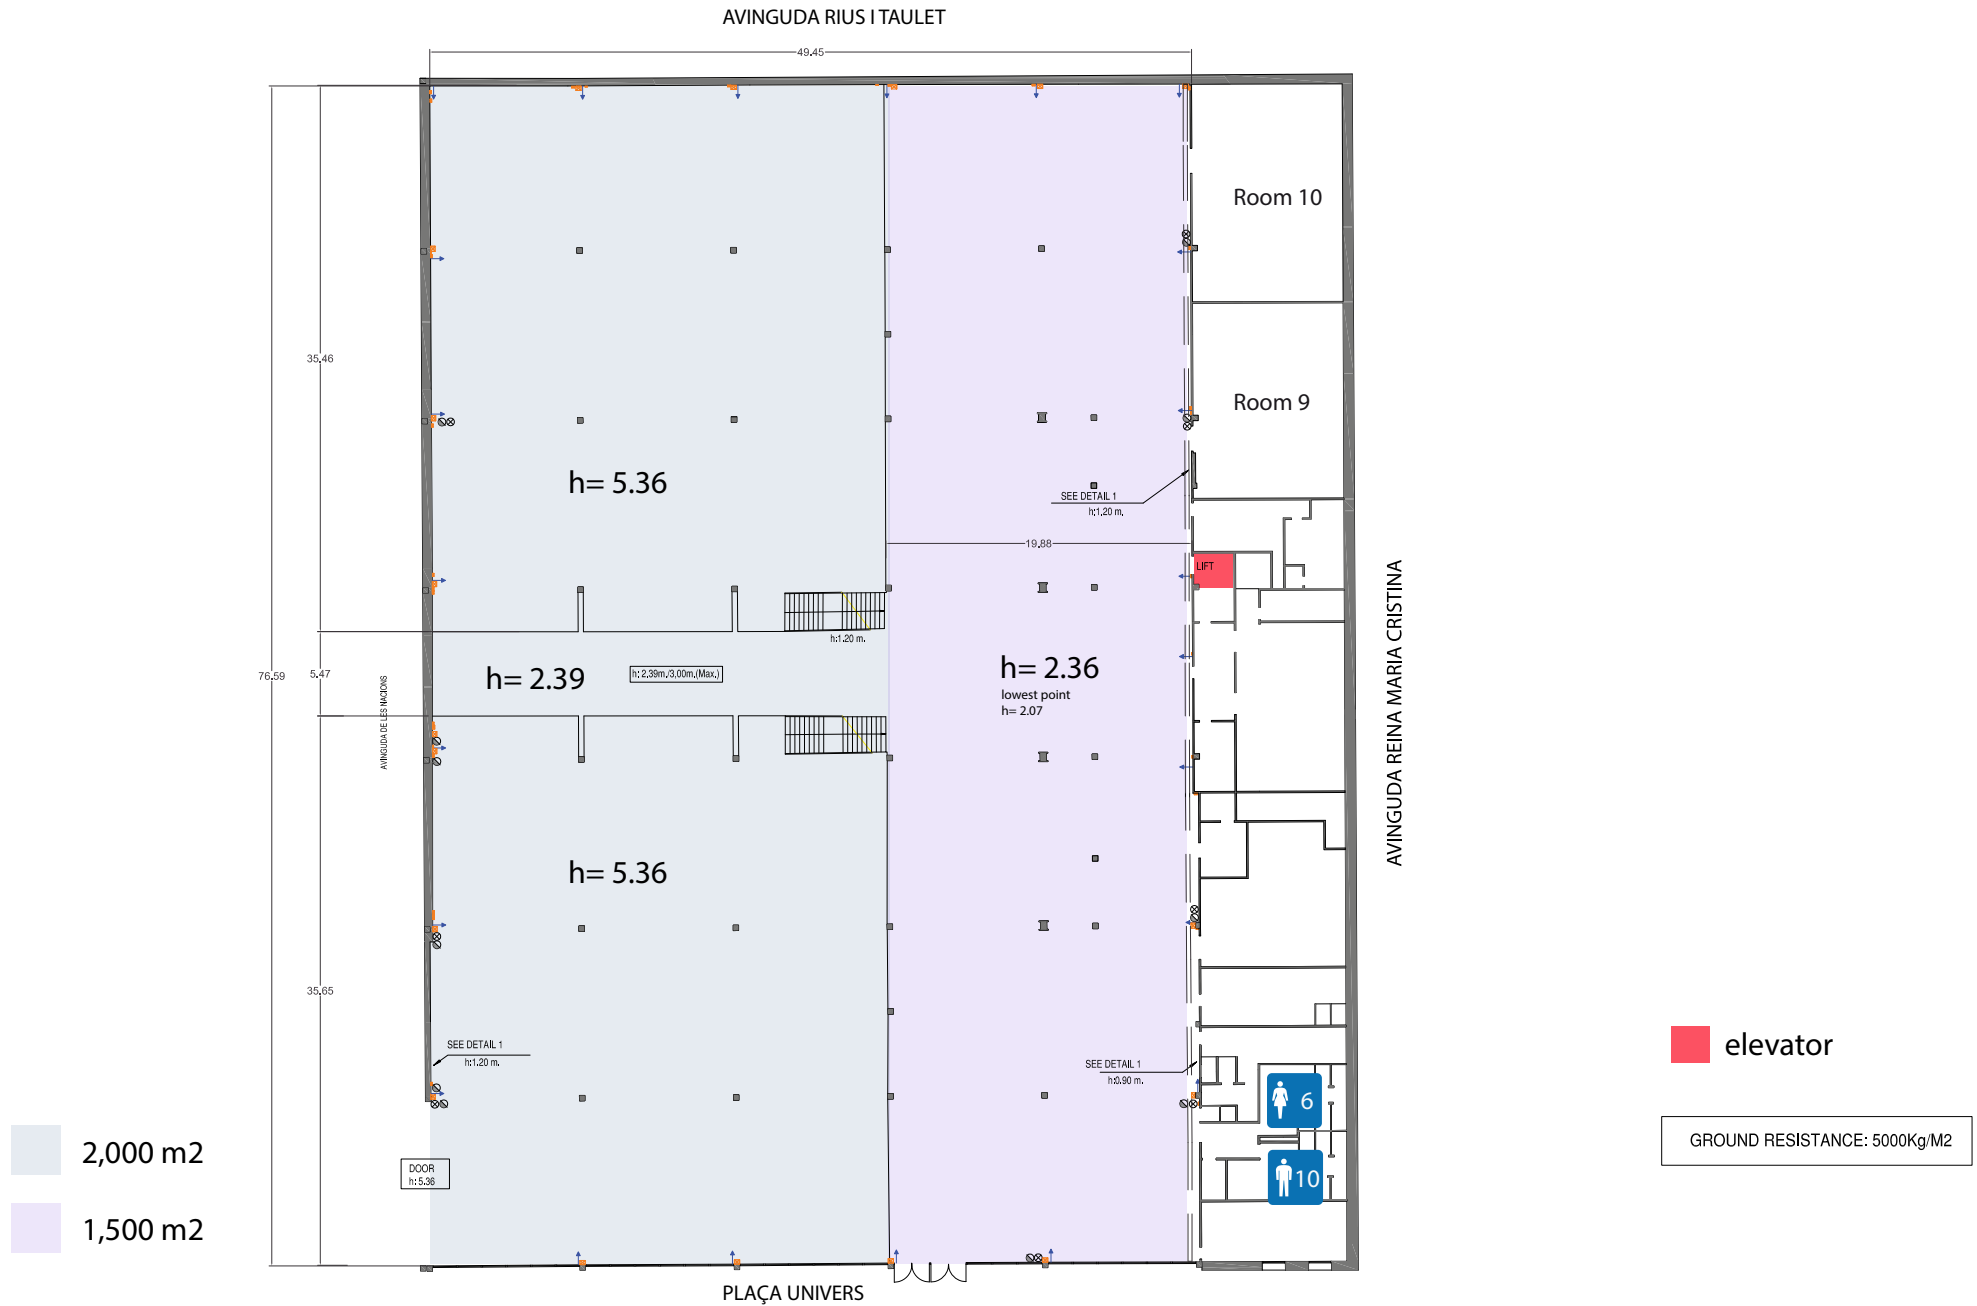 AVINGUDA RIUS I TAULET
49.45
Room 10
35.46
Room 9
h= 5.36
SEE DETAIL 1
h:1.20 m.
19.88
LIFT
h:1.20 m.
h= 2.36
lowest point
h= 2.07
76.59
5.47
h= 2.39
h: 2,39m./3,00m.(Max.)
AVINGUDA DE LES NACIONS
AVINGUDA REINA MARIA CRISTINA
h= 5.36
35.65
SEE DETAIL 1
h:1.20 m.
SEE DETAIL 1
h:0.90 m.
elevator
6
GROUND RESISTANCE: 5000Kg/M2
2,000 m2
DOOR
h: 5.36
10
1,500 m2
PLAÇA UNIVERS